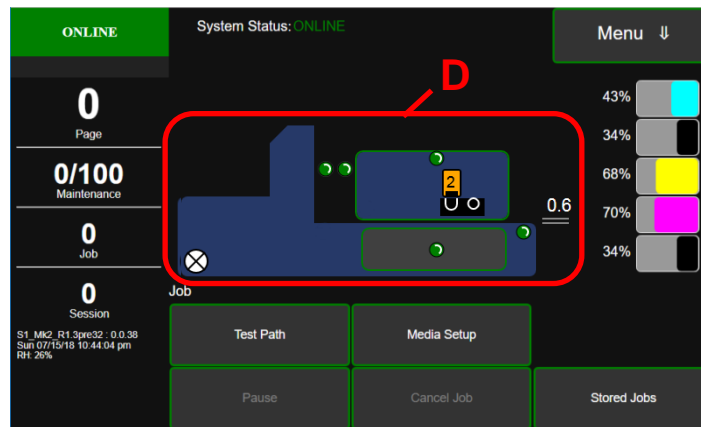 ONLINE
System Status: ONLINE
Menu ⇓
D
0
Page
0/100
Maintenance
0
Job
0
Session
S1_Mk2_R1.3pre32 : 0.0.38
Sun 07/15/18 10:44:04 pm
RH: 26%
2
0.6
43%
34%
68%
70%
34%
Job
Test Path
Media Setup
Pause
Cancel Job
Stored Jobs